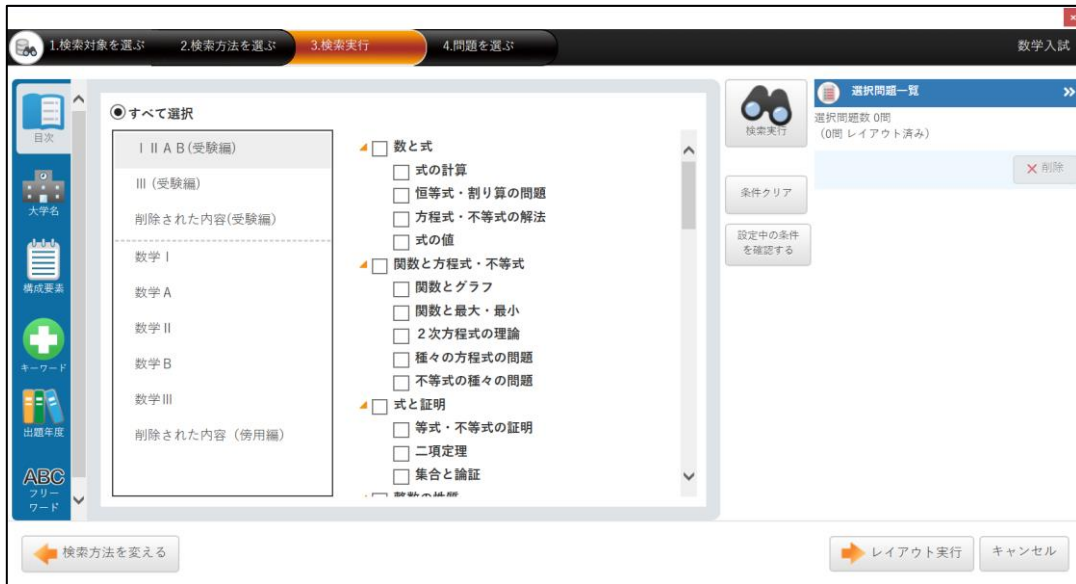 1.検索対象を選ぶ
2.検索方法を選ぶ
3.検索実行
4.問題を選ぶ
数学入試
目次
大学名
構成要素
キーワード
出題年度
ABC
フリー
ワード
すべて選択
ⅠⅡAB(受験編)
Ⅲ(受験編)
削除された内容(受験編)
数学Ⅰ
数学A
数学Ⅱ
数学B
数学Ⅲ
削除された内容（傍用編）
数と式
式の計算
恒等式・割り算の問題
方程式・不等式の解法
式の値
関数と方程式・不等式
関数とグラフ
関数と最大・最小
２次方程式の理論
種々の方程式の問題
不等式の種々の問題
式と証明
等式・不等式の証明
二項定理
集合と論証
整数の性質
検索実行
条件クリア
設定中の条件
を確認する
選択問題一覧
選択問題数 0問
（0問 レイアウト済み）
削除
検索方法を変える
レイアウト実行
キャンセル